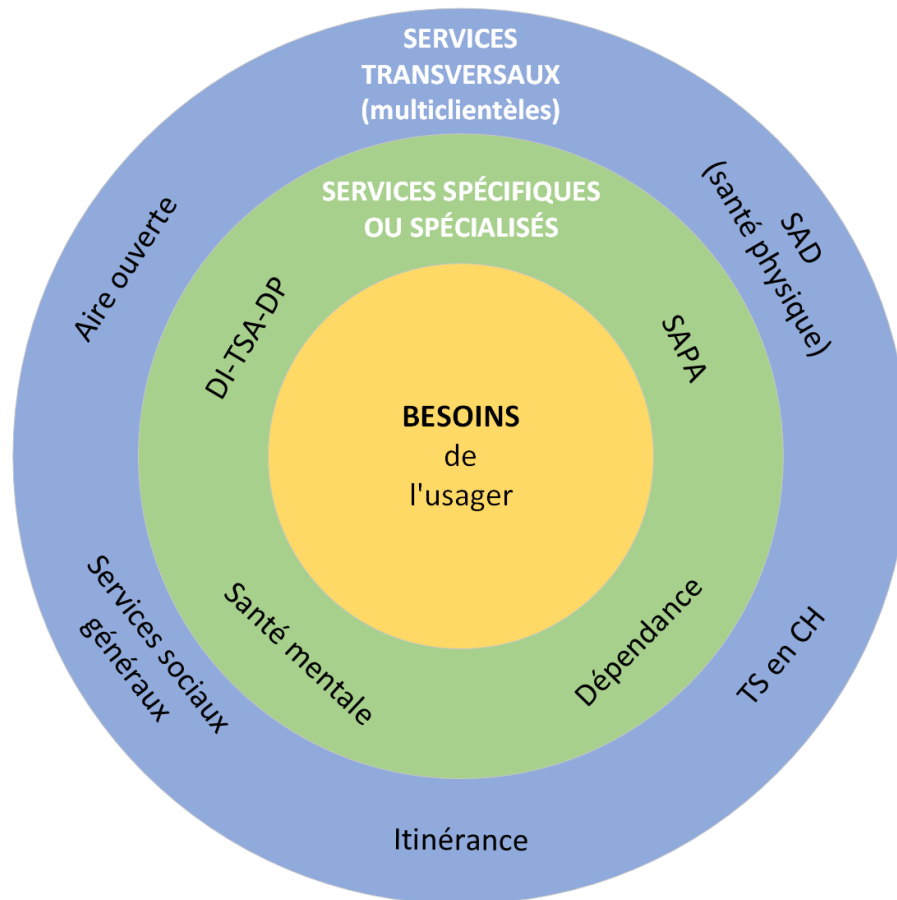 SERVICES
TRANSVERSAUX
(multiclientèles)
SERVICES SPÉCIFIQUES
OU SPÉCIALISÉS
Aire ouverte
SAD
(santé physique)
DI-TSA-DP
SAPA
BESOINS
de
l'usager
Services sociaux
généraux
Santé mentale
Dépendance
TS en CH
Itinérance